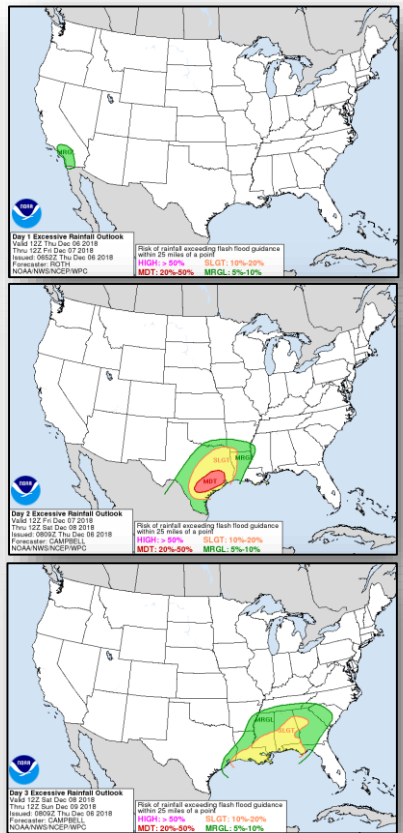 MRGL
noaa
Day 1 Excessive Rainfall Outlook
Valid 12Z Thu Dec 06 2018
Thru 12Z Fri Dec 07 2018
Issued: 0652Z Thu Dec 06 2018
Forecaster: ROTH
NOAA/NWS/NCEP/WPC
Risk of rainfall exceeding flash flood guidance
within 25 miles of a point
HIGH: > 50% SLGT: 10%-20%
MDT: 20%-50% MRGL: 5%-10%
SLGT MRGL
MDT
noaa
Day 2 Excessive Rainfall Outlook
Valid 12Z Fri Dec 07 2018
Thru 12Z Sat Dec 08 2018
Issued: 0809Z Thu Dec 06 2018
Forecaster: CAMPBELL
NOAA/NWS/NCEP/WPC
Risk of rainfall exceeding flash flood guidance
within 25 miles of a point
HIGH: > 50% SLGT: 10%-20%
MDT: 20%-50% MRGL: 5%-10%
MRGL
SLGT
noaa
Day 3 Excessive Rainfall Outlook
Valid 12Z Sat Dec 08 2018
Thru 12Z Sun Dec 09 2018
Issued: 0809Z Thu Dec 06 2018
Forecaster: CAMPBELL
NOAA/NWS/NCEP/WPC
Risk of rainfall exceeding flash flood guidance
within 25 miles of a point
HIGH: > 50% SLGT: 10%-20%
MDT: 20%-50% MRGL: 5%-10%